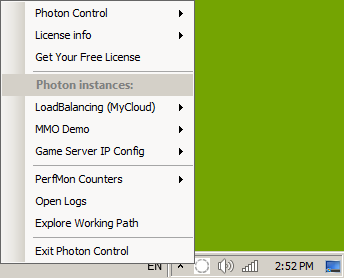 Photon Control
License info
Get Your Free License
Photon instances:
LoadBalancing (MyCloud)
MMO Demo
Game Server IP Config
PerfMon Counters
Open Logs
Explore Working Path
Exit Photon Control
EN 2:52 PM